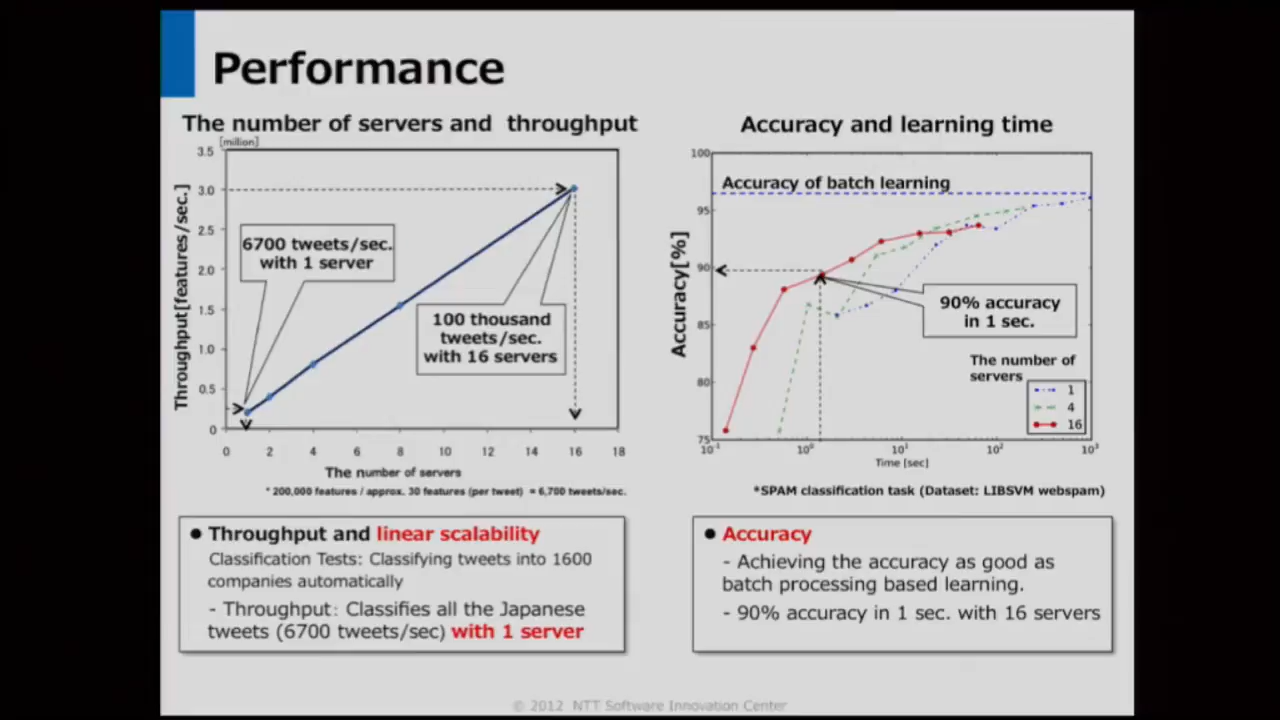 Performance
The number of servers and throughput
[million]
3.5
3.0
2.5
2.0
1.5
1.0
0.5
0
Throughput[features/sec.]
6700 tweets/sec.
with 1 server
100 thousand
tweets/sec.
with 16 servers
0 2 4 6 8 10 12 14 16 18
The number of servers
* 200,000 features / approx. 30 features (per tweet) = 6,700 tweets/sec.
Accuracy and learning time
100
95
90
85
80
75
Accuracy[%]
Accuracy of batch learning
90% accuracy
in 1 sec.
The number of
servers
1
4
16
10-1 100 101 102 103
Time [sec]
*SPAM classification task (Dataset: LIBSVM webspam)
● Throughput and linear scalability
Classification Tests: Classifying tweets into 1600
companies automatically
- Throughput: Classifies all the Japanese
tweets (6700 tweets/sec) with 1 server
● Accuracy
- Achieving the accuracy as good as
batch processing based learning.
- 90% accuracy in 1 sec. with 16 servers
© 2012 NTT Software Innovation Center